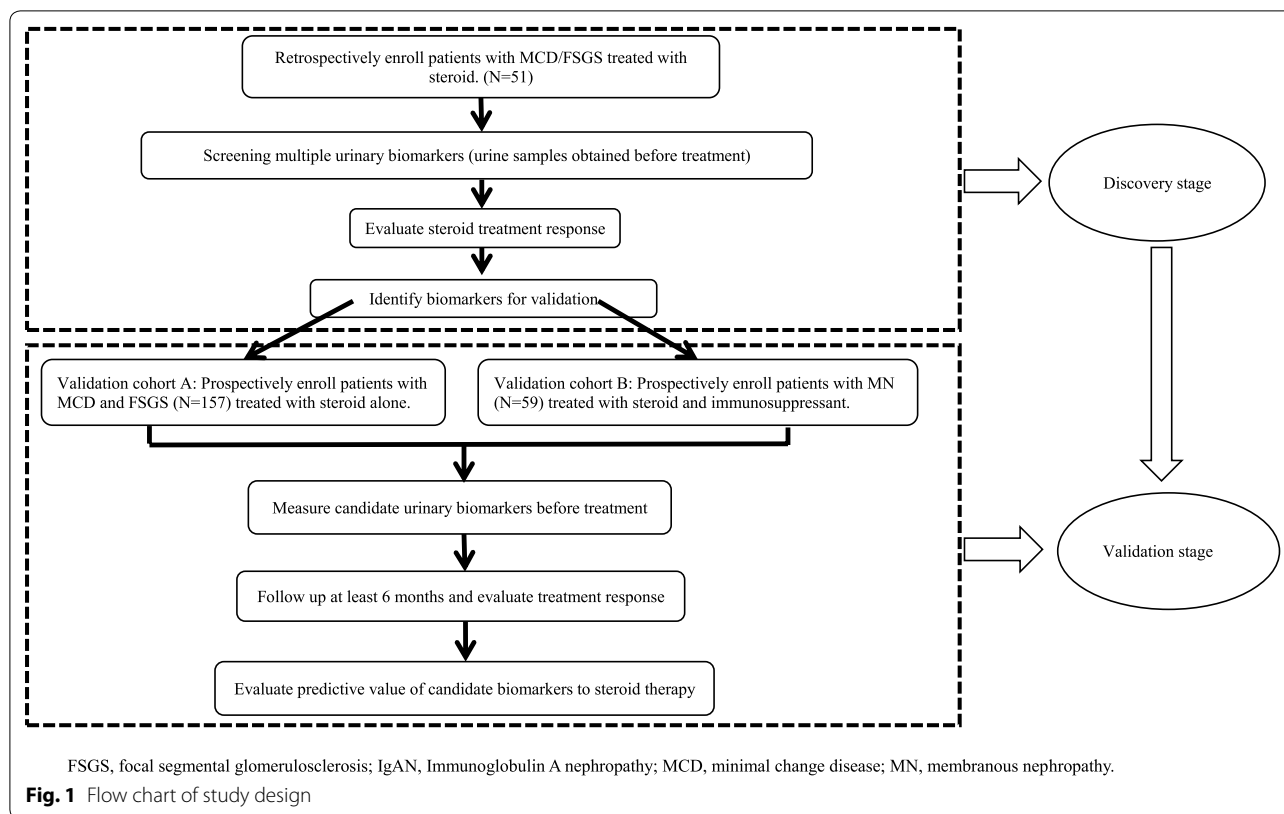 Retrospectively enroll patients with MCD/FSGS treated with
steroid. (N=51)
Screening multiple urinary biomarkers (urine samples obtained before treatment)
Evaluate steroid treatment response
Identify biomarkers for validation
Discovery stage
Validation cohort A: Prospectively enroll patients with
MCD and FSGS (N=157) treated with steroid alone.
Validation cohort B: Prospectively enroll patients with MN
(N=59) treated with steroid and immunosuppressant.
Measure candidate urinary biomarkers before treatment
Follow up at least 6 months and evaluate treatment response
Evaluate predictive value of candidate biomarkers to steroid therapy
Validation stage
FSGS, focal segmental glomerulosclerosis; IgAN, Immunoglobulin A nephropathy; MCD, minimal change disease; MN, membranous nephropathy.
Fig. 1 Flow chart of study design